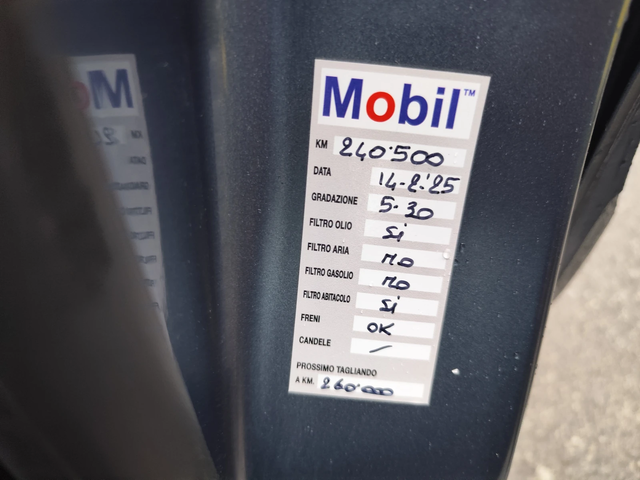 Mobil™
KM 240'500
DATA 14-2'25
GRADAZIONE 5-30
FILTRO OLIO Si
FILTRO ARIA no
FILTRO GASOLIO no
FILTRO ABITACOLO Si
FRENI OK
CANDELE /
PROSSIMO TAGLIANDO
A KM. 260'000